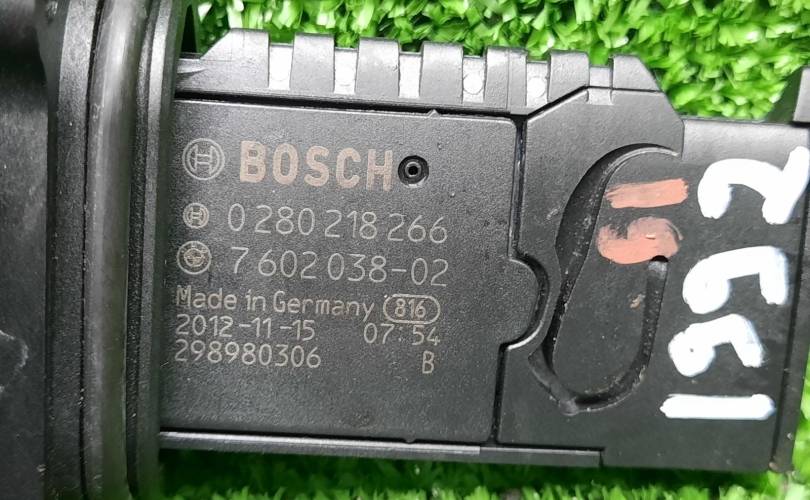 BOSCH
0 280 218 266
7 602 038-02
Made in Germany 816
2012-11-15 07:54
298980306 B
1992